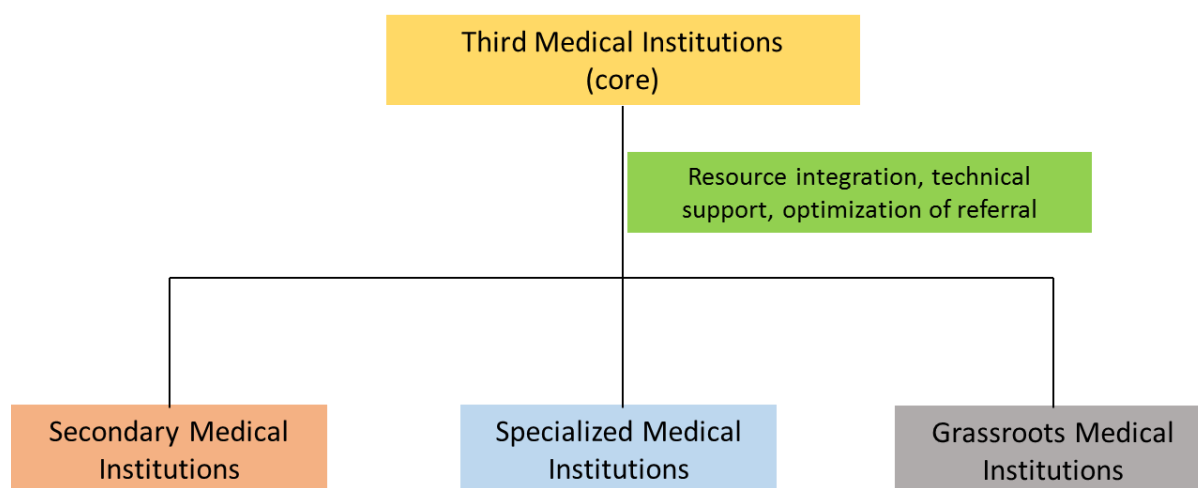 Third Medical Institutions
(core)
Resource integration, technical
support, optimization of referral
Secondary Medical
Institutions
Specialized Medical
Institutions
Grassroots Medical
Institutions